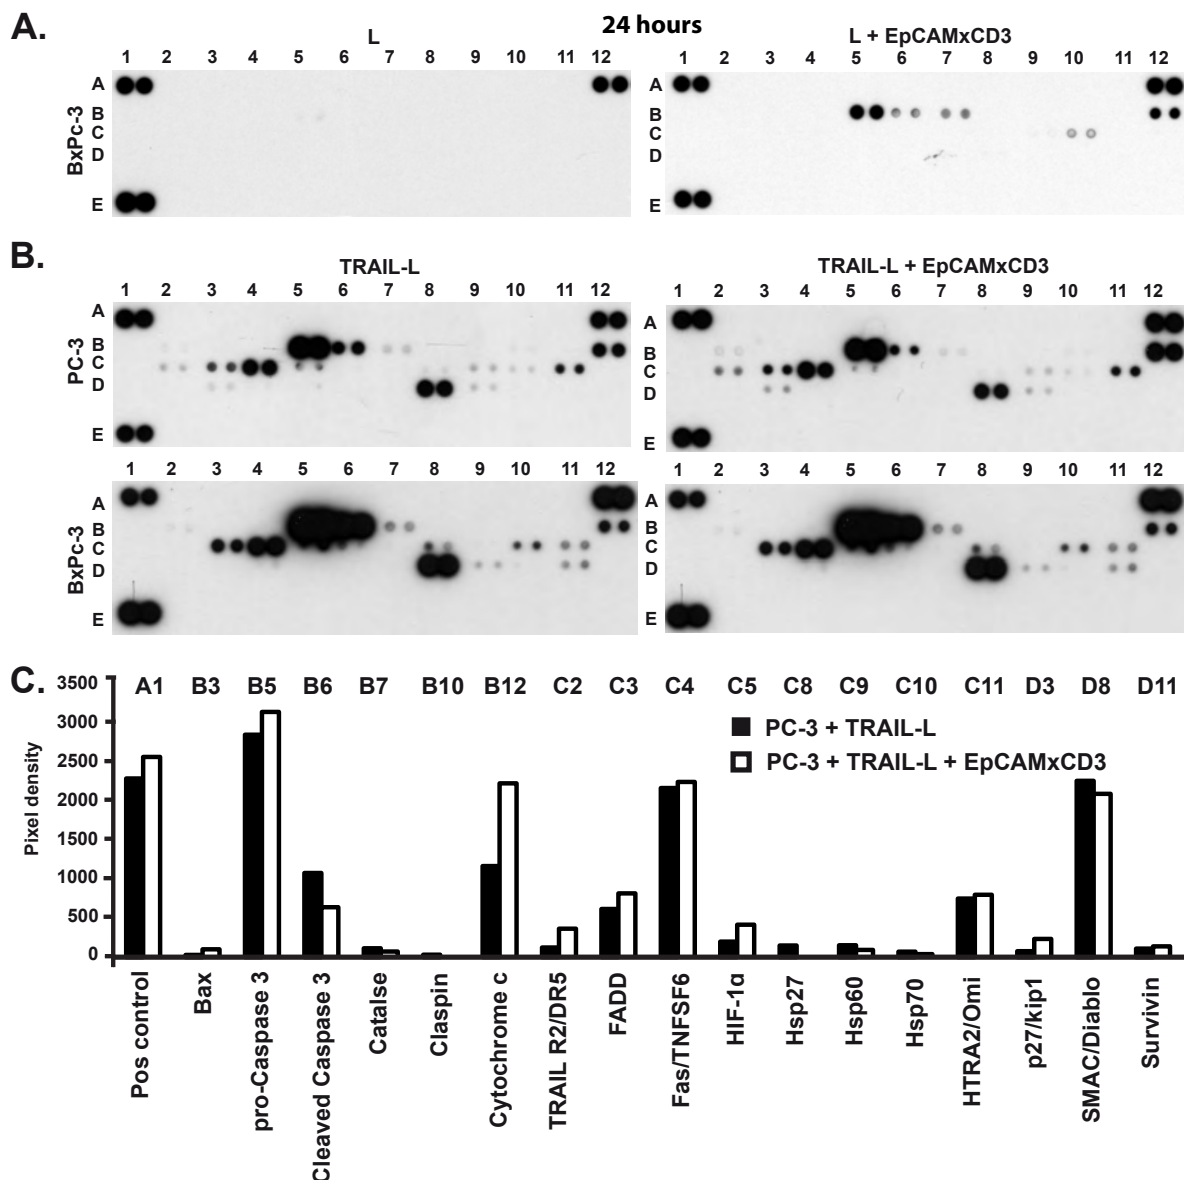 A.
24 hours
L
L + EpCAMxCD3
1 2 3 4 5 6 7 8 9 10 11 12
1 2 3 4 5 6 7 8 9 10 11 12
BxPc-3
A
B
C
D
E
A
B
C
D
E
B.
TRAIL-L
TRAIL-L + EpCAMxCD3
1 2 3 4 5 6 7 8 9 10 11 12
1 2 3 4 5 6 7 8 9 10 11 12
PC-3
A
B
C
D
E
A
B
C
D
E
1 2 3 4 5 6 7 8 9 10 11 12
1 2 3 4 5 6 7 8 9 10 11 12
BxPc-3
A
B
C
D
E
A
B
C
D
E
C.
A1 B3 B5 B6 B7 B10 B12 C2 C3 C4 C5 C8 C9 C10 C11 D3 D8 D11
PC-3 + TRAIL-L
PC-3 + TRAIL-L + EpCAMxCD3
Pixel density
3500
3000
2500
2000
1500
1000
500
0
Pos control
Bax
pro-Caspase 3
Cleaved Caspase 3
Catalse
Claspin
Cytochrome c
TRAIL R2/DR5
FADD
Fas/TNFSF6
HIF-1α
Hsp27
Hsp60
Hsp70
HTRA2/Omi
p27/kip1
SMAC/Diablo
Survivin